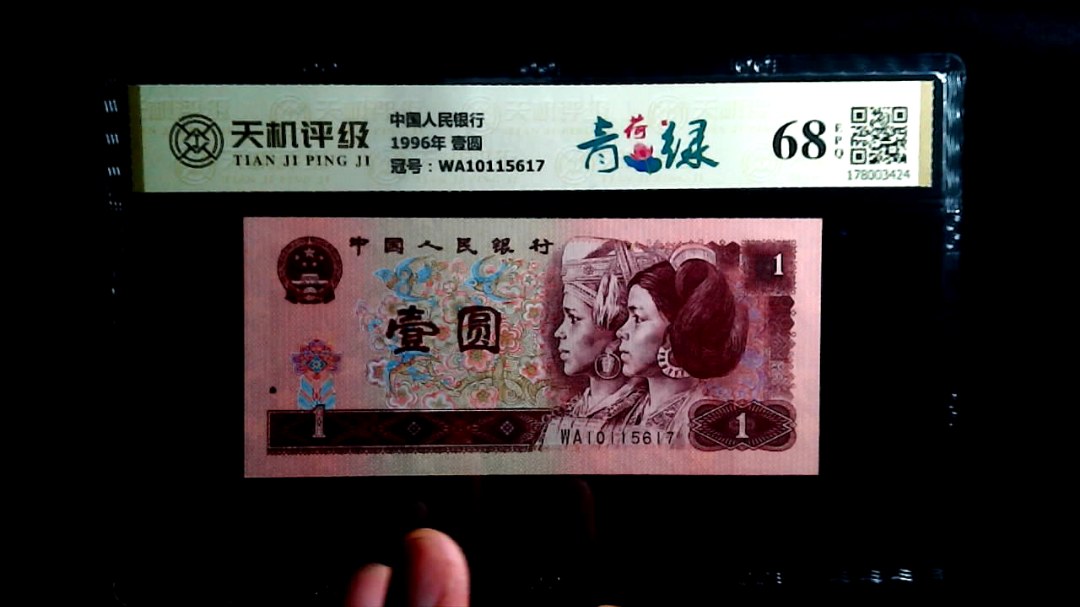 天机评级
TIAN JI PING JI
中国人民银行
1996年 壹圆
冠号：WA10115617
青荷绿
68
EPQ
178003424
中国人民银行
1
壹圆
1
WA10115617
1